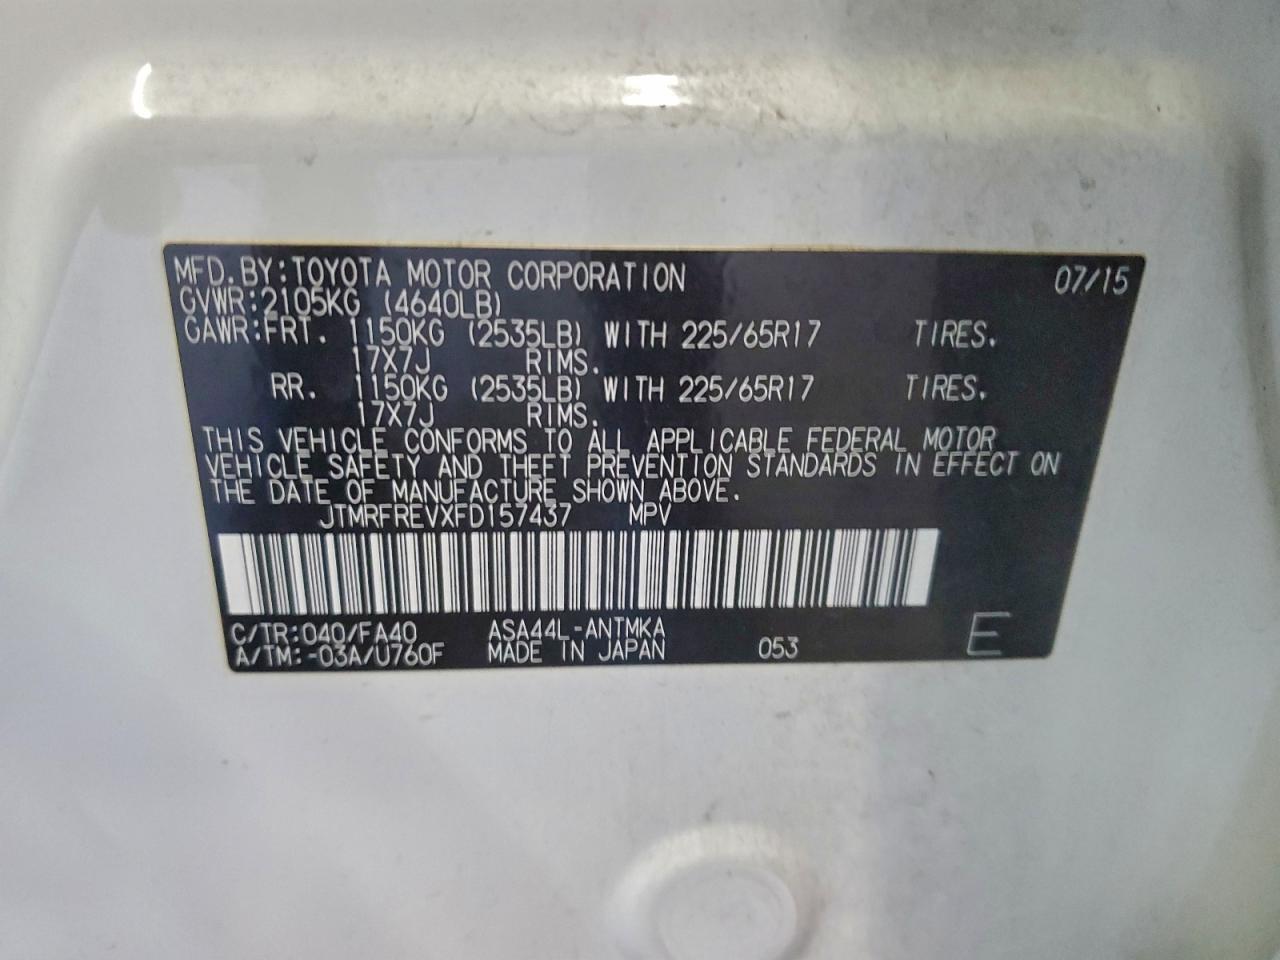 MFD.BY:TOYOTA MOTOR CORPORATION 07/15
GVWR:2105KG (4640LB)
GAWR:FRT. 1150KG (2535LB) WITH 225/65R17 TIRES.
17X7J RIMS.
RR. 1150KG (2535LB) WITH 225/65R17 TIRES.
17X7J RIMS.
THIS VEHICLE CONFORMS TO ALL APPLICABLE FEDERAL MOTOR
VEHICLE SAFETY AND THEFT PREVENTION STANDARDS IN EFFECT ON
THE DATE OF MANUFACTURE SHOWN ABOVE.
JTMRFREVXFD157437 MPV
C/TR:040/FA40 ASA44L-ANTMKA
A/TM:-03A/U760F MADE IN JAPAN 053 E